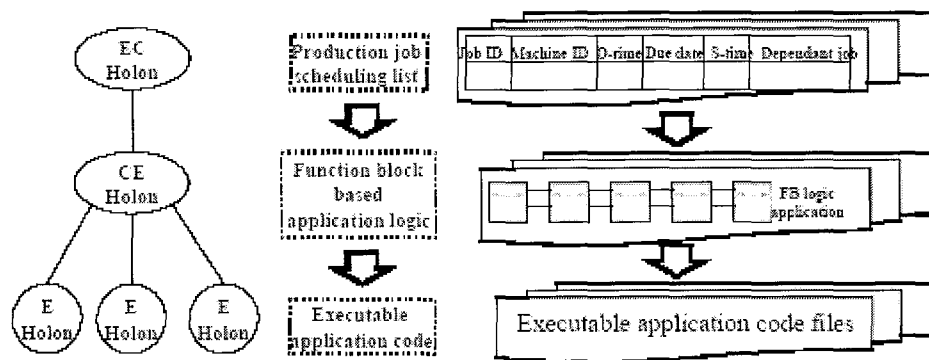 EC
Holon
CE
Holon
E
Holon
E
Holon
E
Holon
Production job
scheduling list
Function block
based
application logic
Executable
application code
Job ID Machine ID O-time Due date S-time Dependant job
FB logic
application
Executable application code files